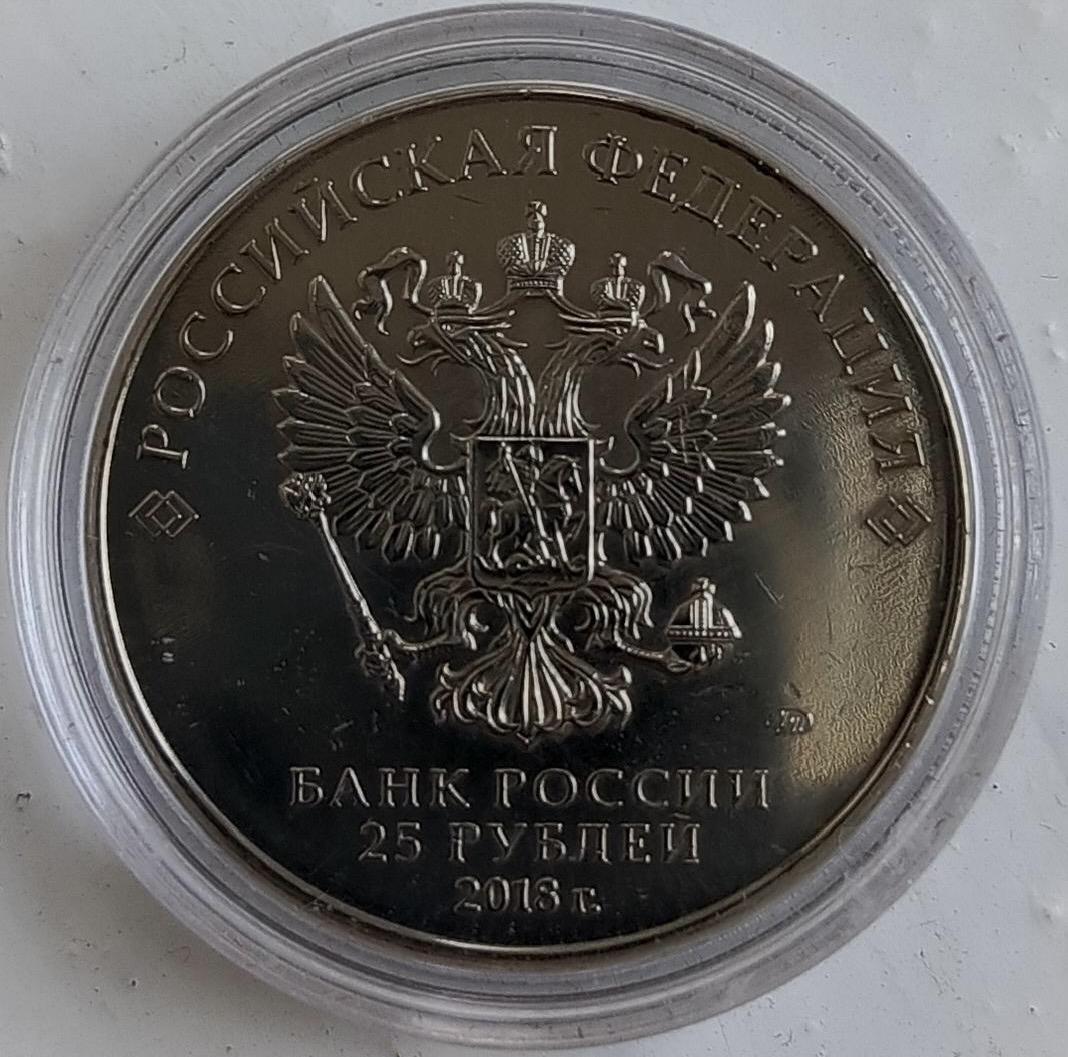 РОССИЙСКАЯ ФЕДЕРАЦИЯ
БАНК РОССИИ
25 РУБЛЕЙ
2018 г.